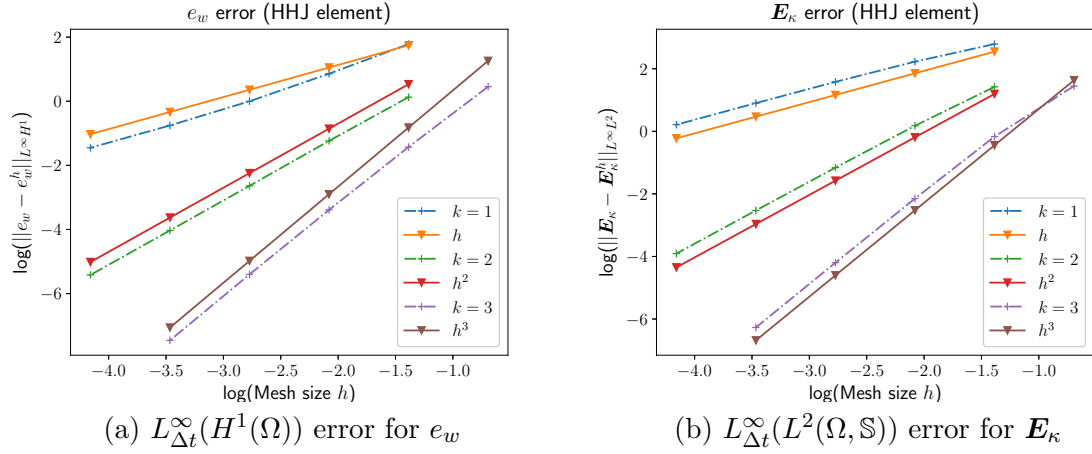 e_w error (HHJ element)
log(||e_w − e_w^h||_{L^∞ H^1})
2
0
−2
−4
−6
k = 1
h
k = 2
h^2
k = 3
h^3
−4.0 −3.5 −3.0 −2.5 −2.0 −1.5 −1.0
log(Mesh size h)
(a) L^∞_{Δt}(H^1(Ω)) error for e_w
E_κ error (HHJ element)
log(||E_κ − E_κ^h||_{L^∞ L^2})
2
0
−2
−4
−6
k = 1
h
k = 2
h^2
k = 3
h^3
−4.0 −3.5 −3.0 −2.5 −2.0 −1.5 −1.0
log(Mesh size h)
(b) L^∞_{Δt}(L^2(Ω, 𝕊)) error for E_κ